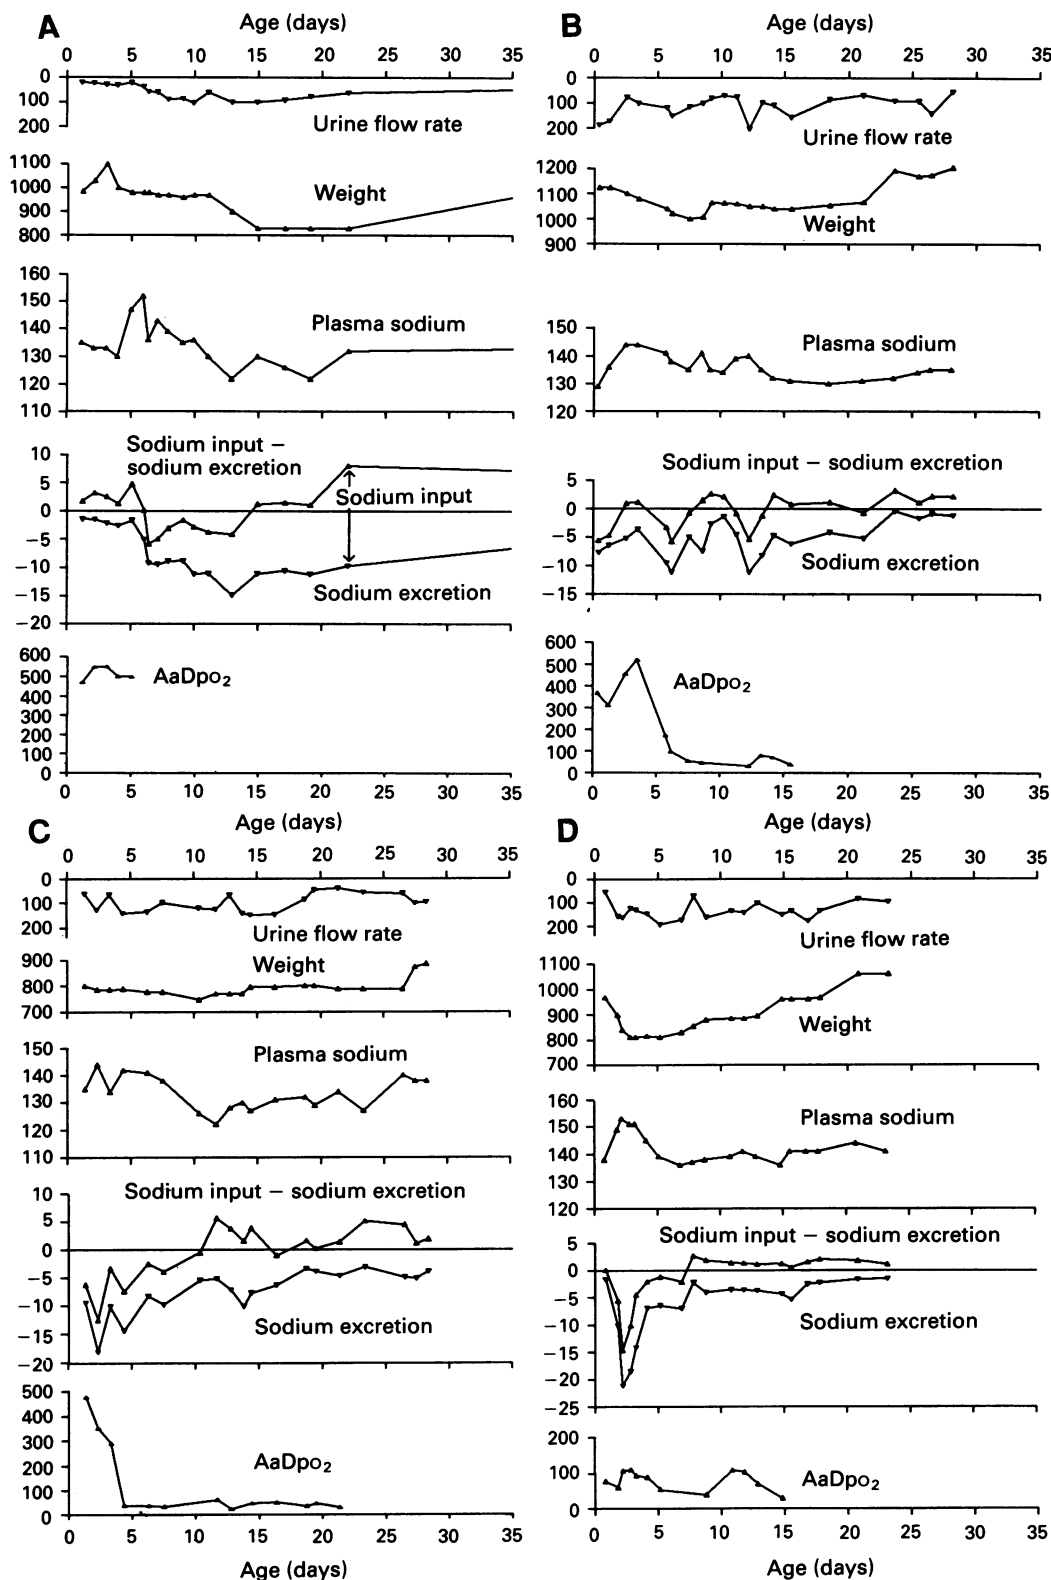 A
Age (days)
0 5 10 15 20 25 30 35
0
100
200
Urine flow rate
1100
1000
900
800
Weight
160
150
140
130
120
110
Plasma sodium
Sodium input –
sodium excretion
10
5
0
–5
–10
–15
–20
Sodium input
Sodium excretion
600
500
400
300
200
100
0
AaDpo₂
0 5 10 15 20 25 30 35
Age (days)
B
Age (days)
0 5 10 15 20 25 30 35
0
100
200
Urine flow rate
1200
1100
1000
900
Weight
150
140
130
120
Plasma sodium
Sodium input – sodium excretion
5
0
–5
–10
–15
Sodium excretion
600
500
400
300
200
100
0
AaDpo₂
0 5 10 15 20 25 30 35
Age (days)
C
0 5 10 15 20 25 30 35
0
100
200
Urine flow rate
900
800
700
Weight
150
140
130
120
110
Plasma sodium
Sodium input – sodium excretion
10
5
0
–5
–10
–15
–20
Sodium excretion
500
400
300
200
100
0
AaDpo₂
0 5 10 15 20 25 30 35
Age (days)
D
0 5 10 15 20 25 30 35
0
100
200
Urine flow rate
1100
1000
900
800
700
Weight
160
150
140
130
120
Plasma sodium
Sodium input – sodium excretion
5
0
–5
–10
–15
–20
–25
Sodium excretion
200
100
0
AaDpo₂
0 5 10 15 20 25 30 35
Age (days)